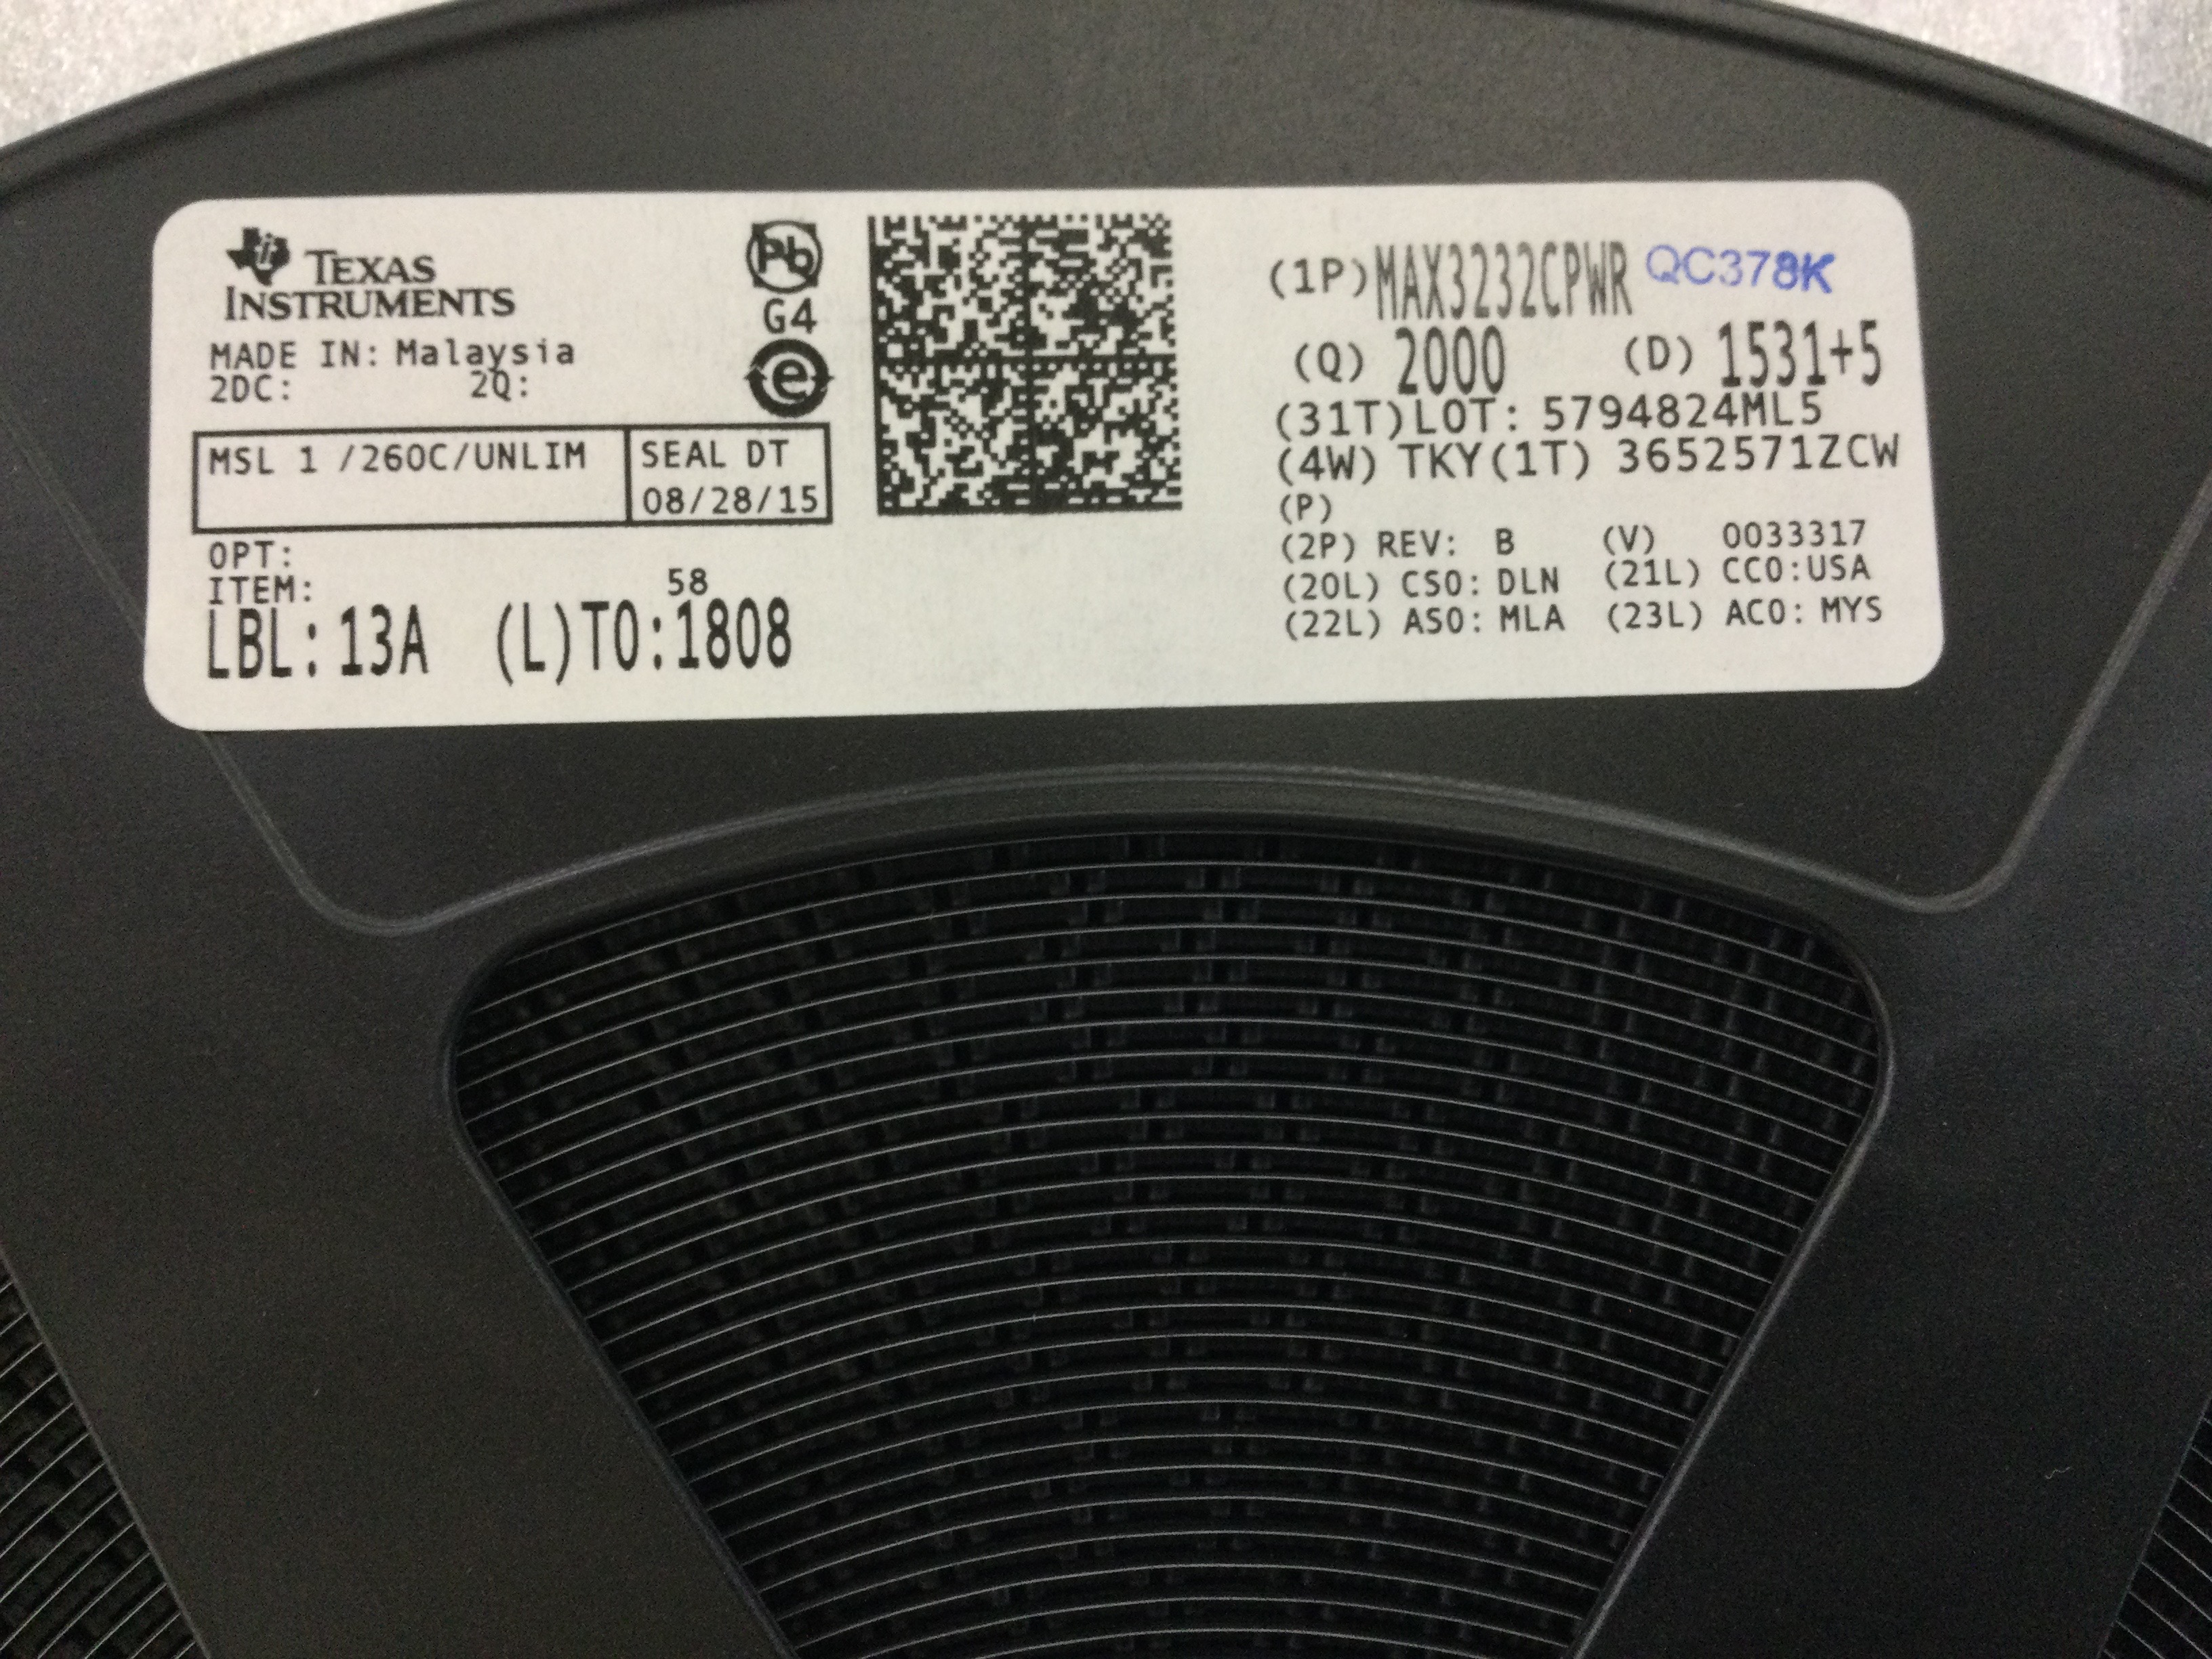 TEXAS
INSTRUMENTS
MADE IN: Malaysia
2DC: 2Q:
MSL 1 /260C/UNLIM
SEAL DT
08/28/15
OPT:
ITEM:
58
LBL: 13A (L)TO:1808
Pb
G4
e
(1P)MAX3232CPWR QC378K
(Q) 2000 (D) 1531+5
(31T)LOT: 5794824ML5
(4W) TKY(1T) 3652571ZCW
(P)
(2P) REV: B (V) 0033317
(20L) CSO: DLN (21L) CCO:USA
(22L) ASO: MLA (23L) ACO: MYS